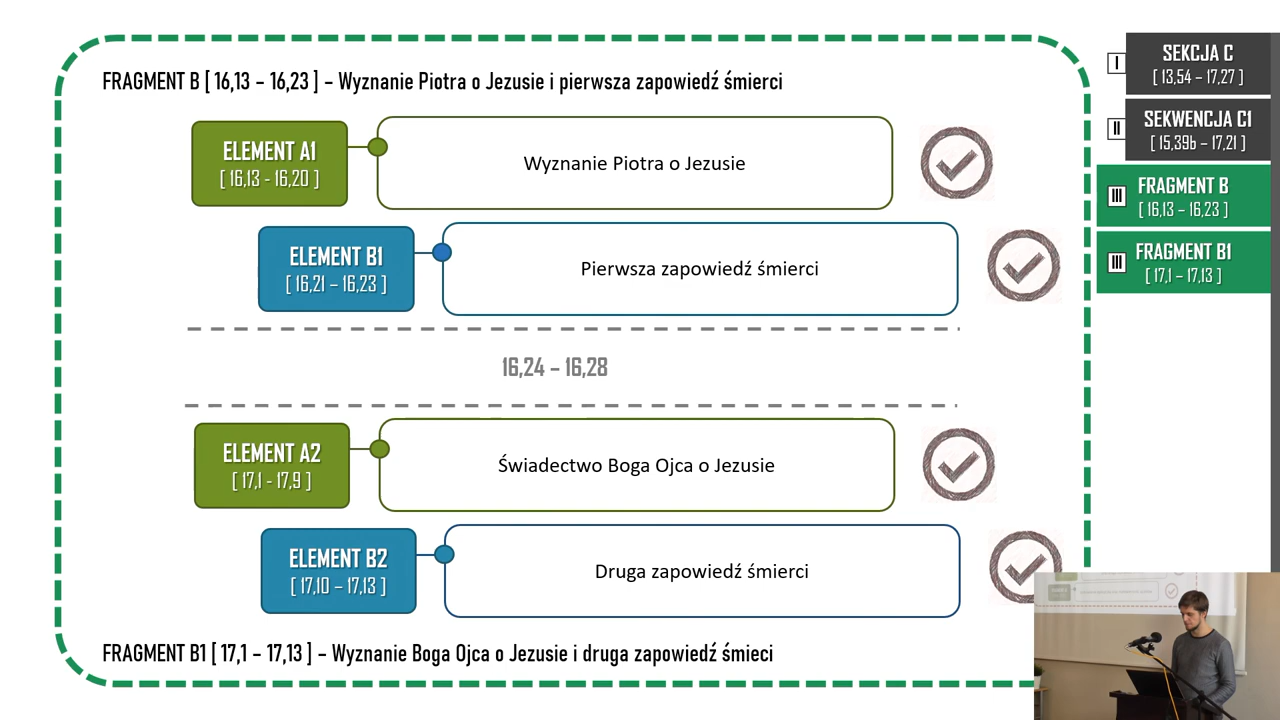 FRAGMENT B [ 16,13 – 16,23 ] – Wyznanie Piotra o Jezusie i pierwsza zapowiedź śmierci
ELEMENT A1
[ 16,13 - 16,20 ]
Wyznanie Piotra o Jezusie
ELEMENT B1
[ 16,21 – 16,23 ]
Pierwsza zapowiedź śmierci
16,24 – 16,28
ELEMENT A2
[ 17,1 - 17,9 ]
Świadectwo Boga Ojca o Jezusie
ELEMENT B2
[ 17,10 – 17,13 ]
Druga zapowiedź śmierci
FRAGMENT B1 [ 17,1 – 17,13 ] – Wyznanie Boga Ojca o Jezusie i druga zapowiedź śmieci
I
SEKCJA C
[ 13,54 – 17,27 ]
II
SEKWENCJA C1
[ 15,39b – 17,21 ]
III
FRAGMENT B
[ 16,13 – 16,23 ]
III
FRAGMENT B1
[ 17,1 – 17,13 ]